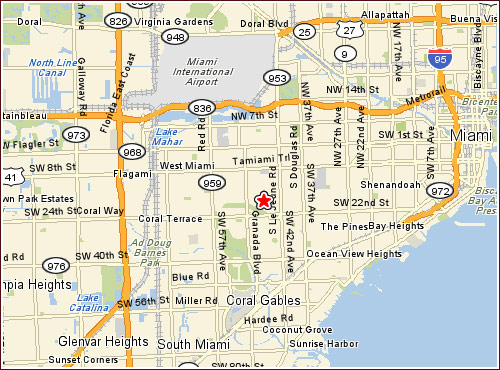 Allapattah
826
Virginia Gardens
Doral Blvd
Buena Vista
948
25
27
9
95
Galloway Rd
North Line
Canal
Florida East Coast
Miami
International
Airport
953
NW 17th Ave
Biscayne Blvd
NW 14th St
Metrorail
836
NW 7th St
tainbleau
Red Rd
S Douglas Rd
NW 37th Ave
NW 27th Ave
NW 22nd Ave
SW 1st St
Miami
W Flagler St
973
Lake
Mahar
968
Tamiami Trl
SW 7th Ave
SW 8th St
West Miami
Flagami
41
959
Shenandoah
972
wn Park Estates
S Le Jeune Rd
SW 37th Ave
SW 22nd St
SW 24th St
Coral Way
Coral Terrace
SW 57th Ave
Granada Blvd
SW 42nd Ave
The Pines
Bay Heights
Ad Doug
Barnes
Park
SW 40th St
Ocean View Heights
976
Blue Rd
mpia Heights
Lake
Catalina
SW 56th St
Miller Rd
Coral Gables
Hardee Rd
Glenvar Heights
South Miami
Coconut Grove
Sunrise Harbor
Sunset Corners
SW 80th St